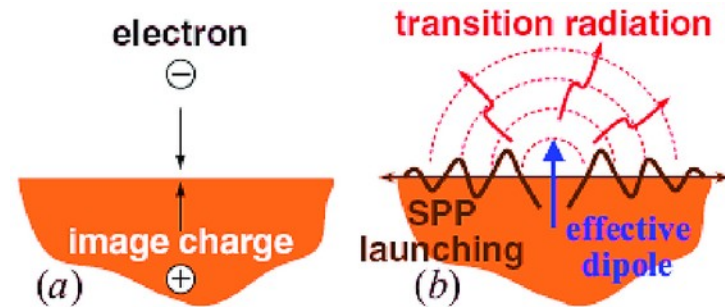 electron
⊖
image charge
⊕
(a)
transition radiation
SPP
launching
effective
dipole
(b)